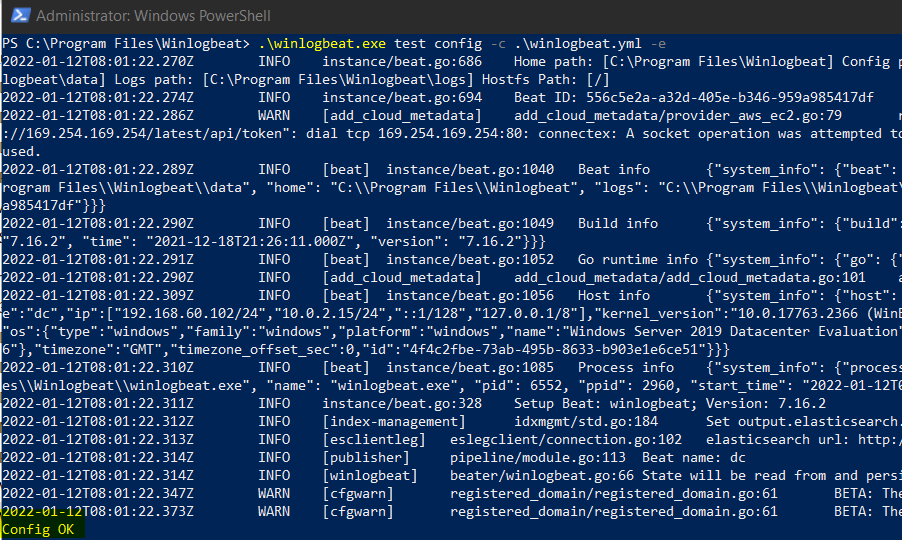 Administrator: Windows PowerShell
PS C:\Program Files\Winlogbeat> .\winlogbeat.exe test config -c .\winlogbeat.yml -e
2022-01-12T08:01:22.270Z INFO instance/beat.go:686 Home path: [C:\Program Files\Winlogbeat] Config p
logbeat\data] Logs path: [C:\Program Files\Winlogbeat\logs] Hostfs Path: [/]
2022-01-12T08:01:22.274Z INFO instance/beat.go:694 Beat ID: 556c5e2a-a32d-405e-b346-959a985417df
2022-01-12T08:01:22.286Z WARN [add_cloud_metadata] add_cloud_metadata/provider_aws_ec2.go:79 r
://169.254.169.254/latest/api/token": dial tcp 169.254.169.254:80: connectex: A socket operation was attempted to
used.
2022-01-12T08:01:22.289Z INFO [beat] instance/beat.go:1040 Beat info {"system_info": {"beat":
rogram Files\\Winlogbeat\\data", "home": "C:\\Program Files\\Winlogbeat", "logs": "C:\\Program Files\\Winlogbeat\
a985417df"}}}
2022-01-12T08:01:22.290Z INFO [beat] instance/beat.go:1049 Build info {"system_info": {"build":
"7.16.2", "time": "2021-12-18T21:26:11.000Z", "version": "7.16.2"}}}
2022-01-12T08:01:22.291Z INFO [beat] instance/beat.go:1052 Go runtime info {"system_info": {"go": {"
2022-01-12T08:01:22.290Z INFO [add_cloud_metadata] add_cloud_metadata/add_cloud_metadata.go:101 a
2022-01-12T08:01:22.309Z INFO [beat] instance/beat.go:1056 Host info {"system_info": {"host":
e":"dc","ip":["192.168.60.102/24","10.0.2.15/24","::1/128","127.0.0.1/8"],"kernel_version":"10.0.17763.2366 (WinB
"os":{"type":"windows","family":"windows","platform":"windows","name":"Windows Server 2019 Datacenter Evaluation"
6"},"timezone":"GMT","timezone_offset_sec":0,"id":"4f4c2fbe-73ab-495b-8633-b903e1e6ce51"}}}
2022-01-12T08:01:22.310Z INFO [beat] instance/beat.go:1085 Process info {"system_info": {"process
es\\Winlogbeat\\winlogbeat.exe", "name": "winlogbeat.exe", "pid": 6552, "ppid": 2960, "start_time": "2022-01-12T0
2022-01-12T08:01:22.311Z INFO instance/beat.go:328 Setup Beat: winlogbeat; Version: 7.16.2
2022-01-12T08:01:22.312Z INFO [index-management] idxmgmt/std.go:184 Set output.elasticsearch.
2022-01-12T08:01:22.313Z INFO [esclientleg] eslegclient/connection.go:102 elasticsearch url: http:/
2022-01-12T08:01:22.314Z INFO [publisher] pipeline/module.go:113 Beat name: dc
2022-01-12T08:01:22.314Z INFO [winlogbeat] beater/winlogbeat.go:66 State will be read from and persi
2022-01-12T08:01:22.347Z WARN [cfgwarn] registered_domain/registered_domain.go:61 BETA: The
2022-01-12T08:01:22.373Z WARN [cfgwarn] registered_domain/registered_domain.go:61 BETA: The
Config OK